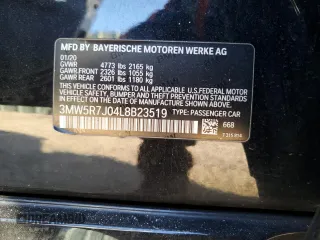 MFD BY BAYERISCHE MOTOREN WERKE AG
01/20
GVWR 4773 lbs 2165 kg
GAWR FRONT 2326 lbs 1055 kg
GAWR REAR 2601 lbs 1180 kg
THIS VEHICLE CONFORMS TO ALL APPLICABLE U.S. FEDERAL MOTOR
VEHICLE SAFETY, BUMPER, AND THEFT PREVENTION STANDARDS IN
EFFECT ON THE DATE OF MANUFACTURE SHOWN ABOVE.
3MW5R7J04L8B23519 TYPE: PASSENGER CAR
668